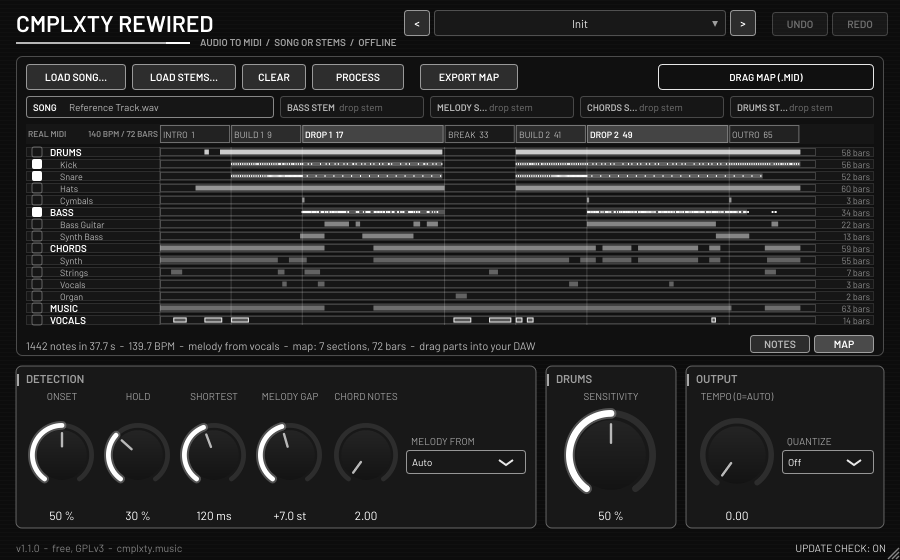 CMPLXTY REWIRED
AUDIO TO MIDI / SONG OR STEMS / OFFLINE
< Init ▼ > UNDO REDO
LOAD SONG... LOAD STEMS... CLEAR PROCESS EXPORT MAP DRAG MAP (.MID)
SONG Reference Track.wav BASS STEM drop stem MELODY S... drop stem CHORDS S... drop stem DRUMS ST... drop stem
REAL MIDI 140 BPM / 72 BARS INTRO 1 BUILD 1 9 DROP 1 17 BREAK 33 BUILD 2 41 DROP 2 49 OUTRO 65
DRUMS 58 bars
Kick 56 bars
Snare 52 bars
Hats 60 bars
Cymbals 3 bars
BASS 34 bars
Bass Guitar 22 bars
Synth Bass 13 bars
CHORDS 59 bars
Synth 55 bars
Strings 7 bars
Vocals 3 bars
Organ 2 bars
MUSIC 63 bars
VOCALS 14 bars
1442 notes in 37.7 s - 139.7 BPM - melody from vocals - map: 7 sections, 72 bars - drag parts into your DAW NOTES MAP
DETECTION DRUMS OUTPUT
ONSET HOLD SHORTEST MELODY GAP CHORD NOTES SENSITIVITY TEMPO (0=AUTO)
MELODY FROM QUANTIZE
Auto Off
50 % 30 % 120 ms +7.0 st 2.00 50 % 0.00
v1.1.0 - free, GPLv3 - cmplxty.music UPDATE CHECK: ON